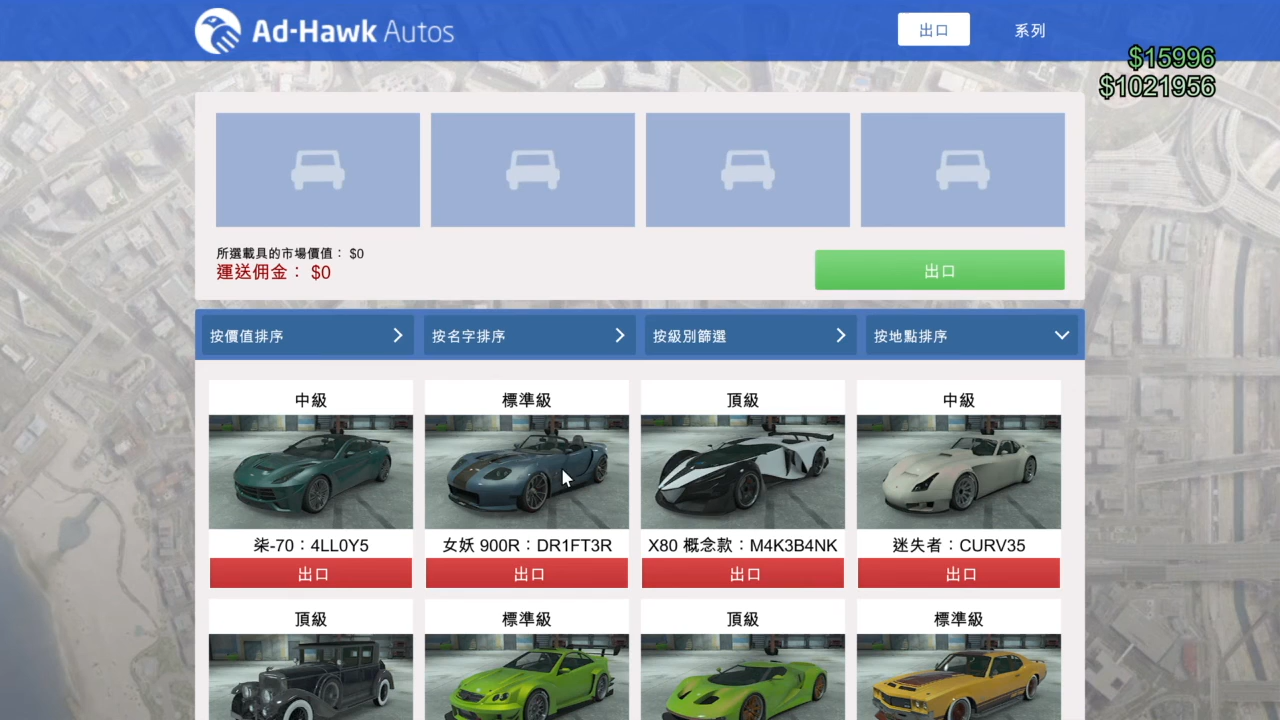 Ad-Hawk Autos
出口
系列
$15996
$1021956
所選載具的市場價值： $0
運送佣金： $0
出口
按價值排序
按名字排序
按級別篩選
按地點排序
中級
標準級
頂級
中級
柒-70：4LL0Y5
女妖 900R：DR1FT3R
X80 概念款：M4K3B4NK
迷失者：CURV35
出口
出口
出口
出口
頂級
標準級
頂級
標準級